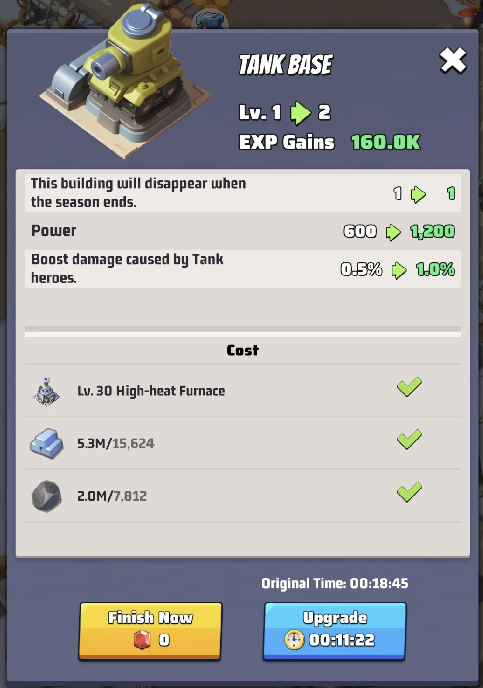 TANK BASE
Lv. 1 2
EXP Gains 160.0K
This building will disappear when
the season ends.
1 1
Power
600 1,200
Boost damage caused by Tank
heroes.
0.5% 1.0%
Cost
Lv. 30 High-heat Furnace
5.3M/15,624
2.0M/7,812
Original Time: 00:18:45
Finish Now
0
Upgrade
00:11:22